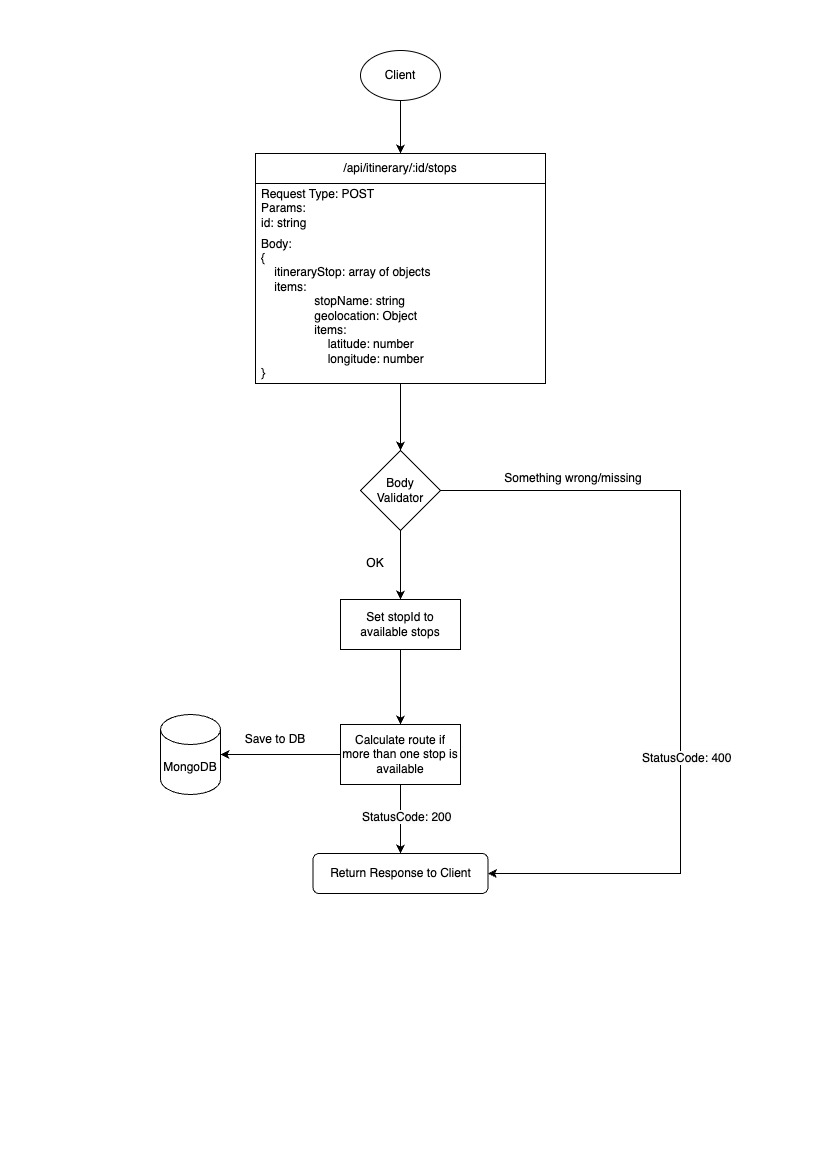 Client
/api/itinerary/:id/stops
Request Type: POST
Params:
id: string
Body:
{
itineraryStop: array of objects
items:
stopName: string
geolocation: Object
items:
latitude: number
longitude: number
}
Body
Validator
Something wrong/missing
OK
Set stopId to
available stops
Save to DB
MongoDB
Calculate route if
more than one stop is
available
StatusCode: 400
StatusCode: 200
Return Response to Client